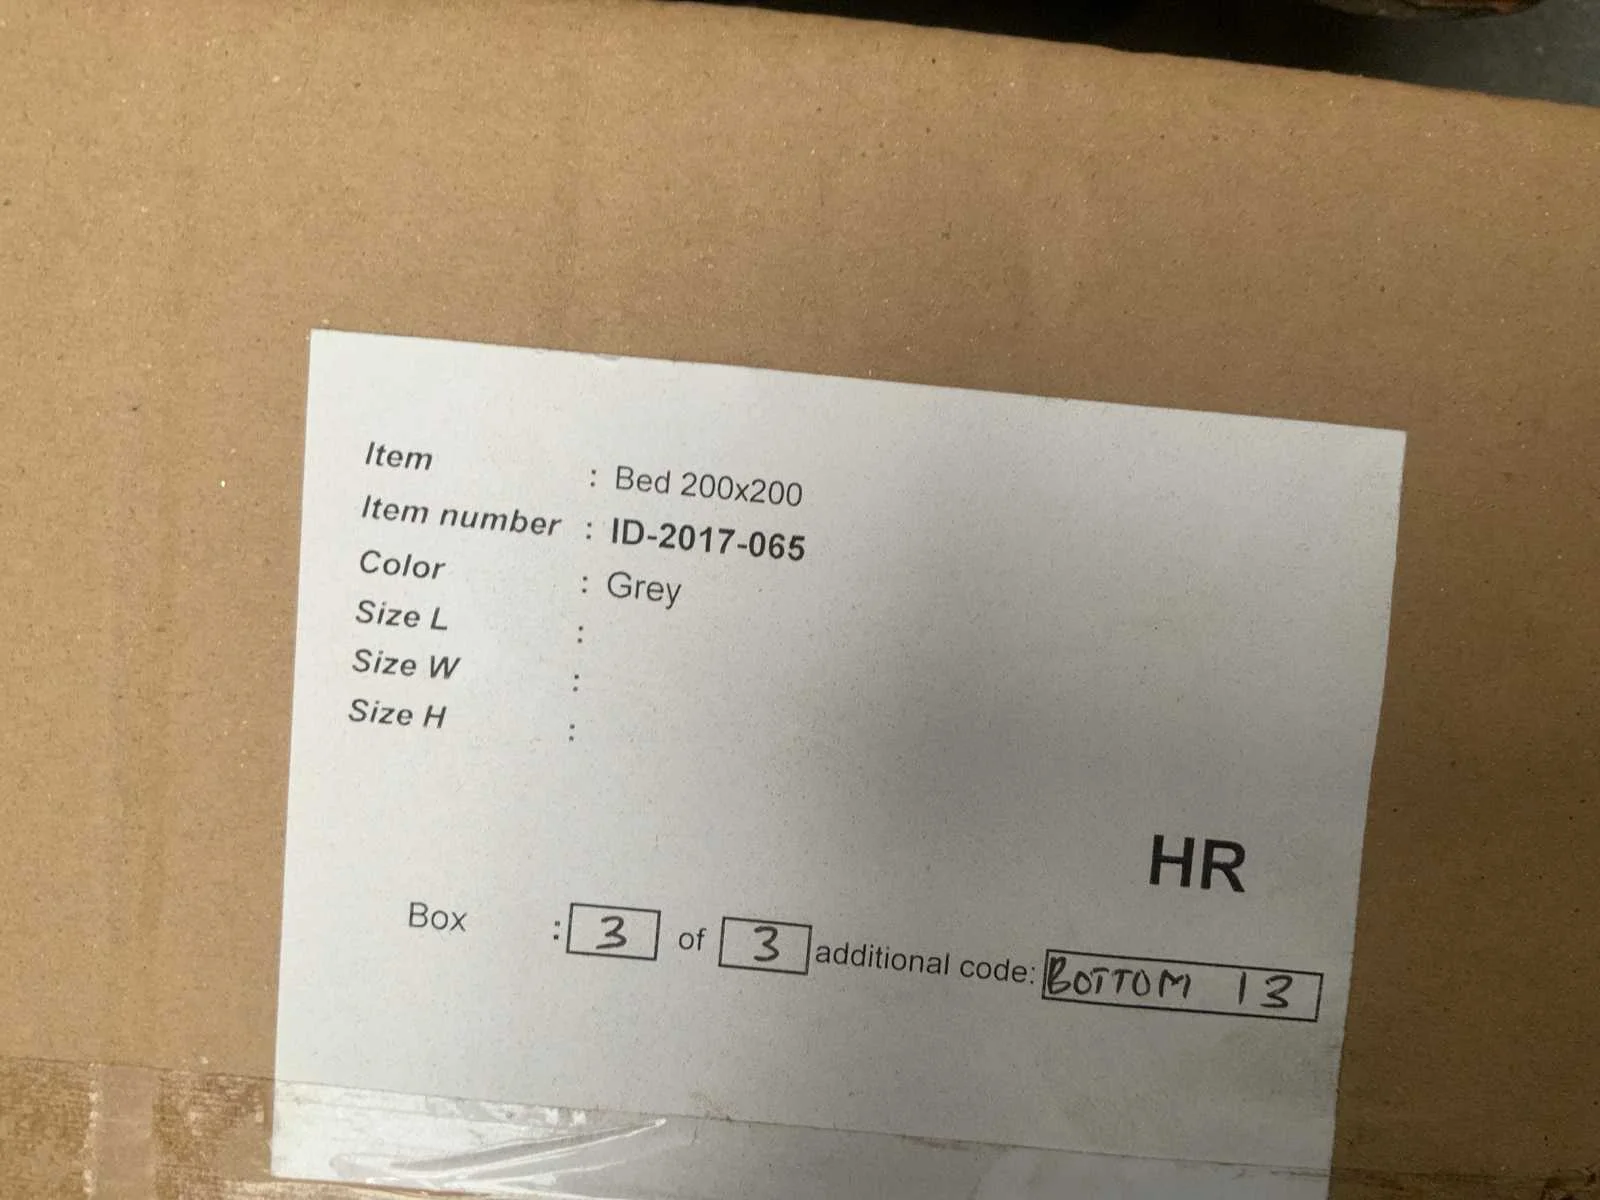 Item : Bed 200x200
Item number : ID-2017-065
Color : Grey
Size L :
Size W :
Size H :
HR
Box : 3 of 3 additional code: BOTTOM 13